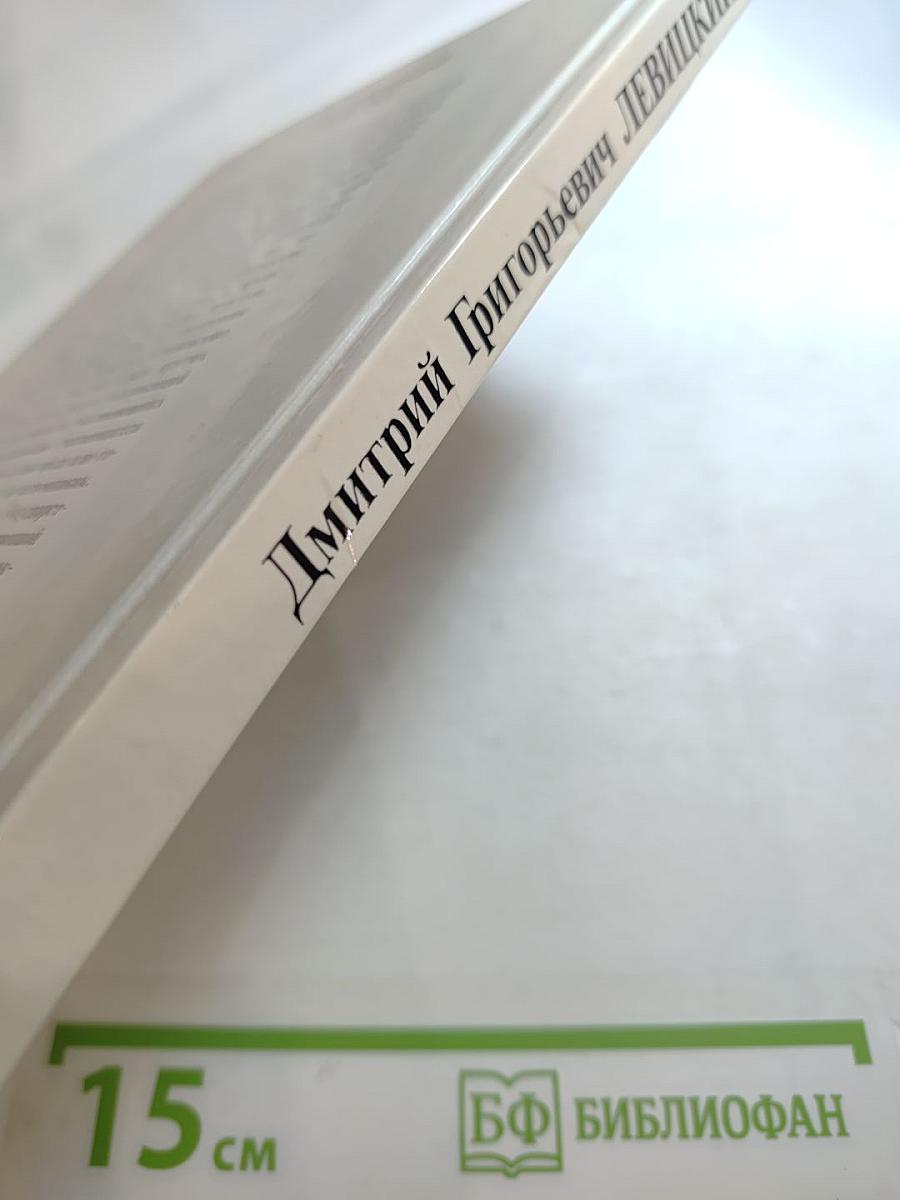 Дмитрий Григорьевич ЛЕВИЦКИЙ
15 см
БФ БИБЛИОФАН